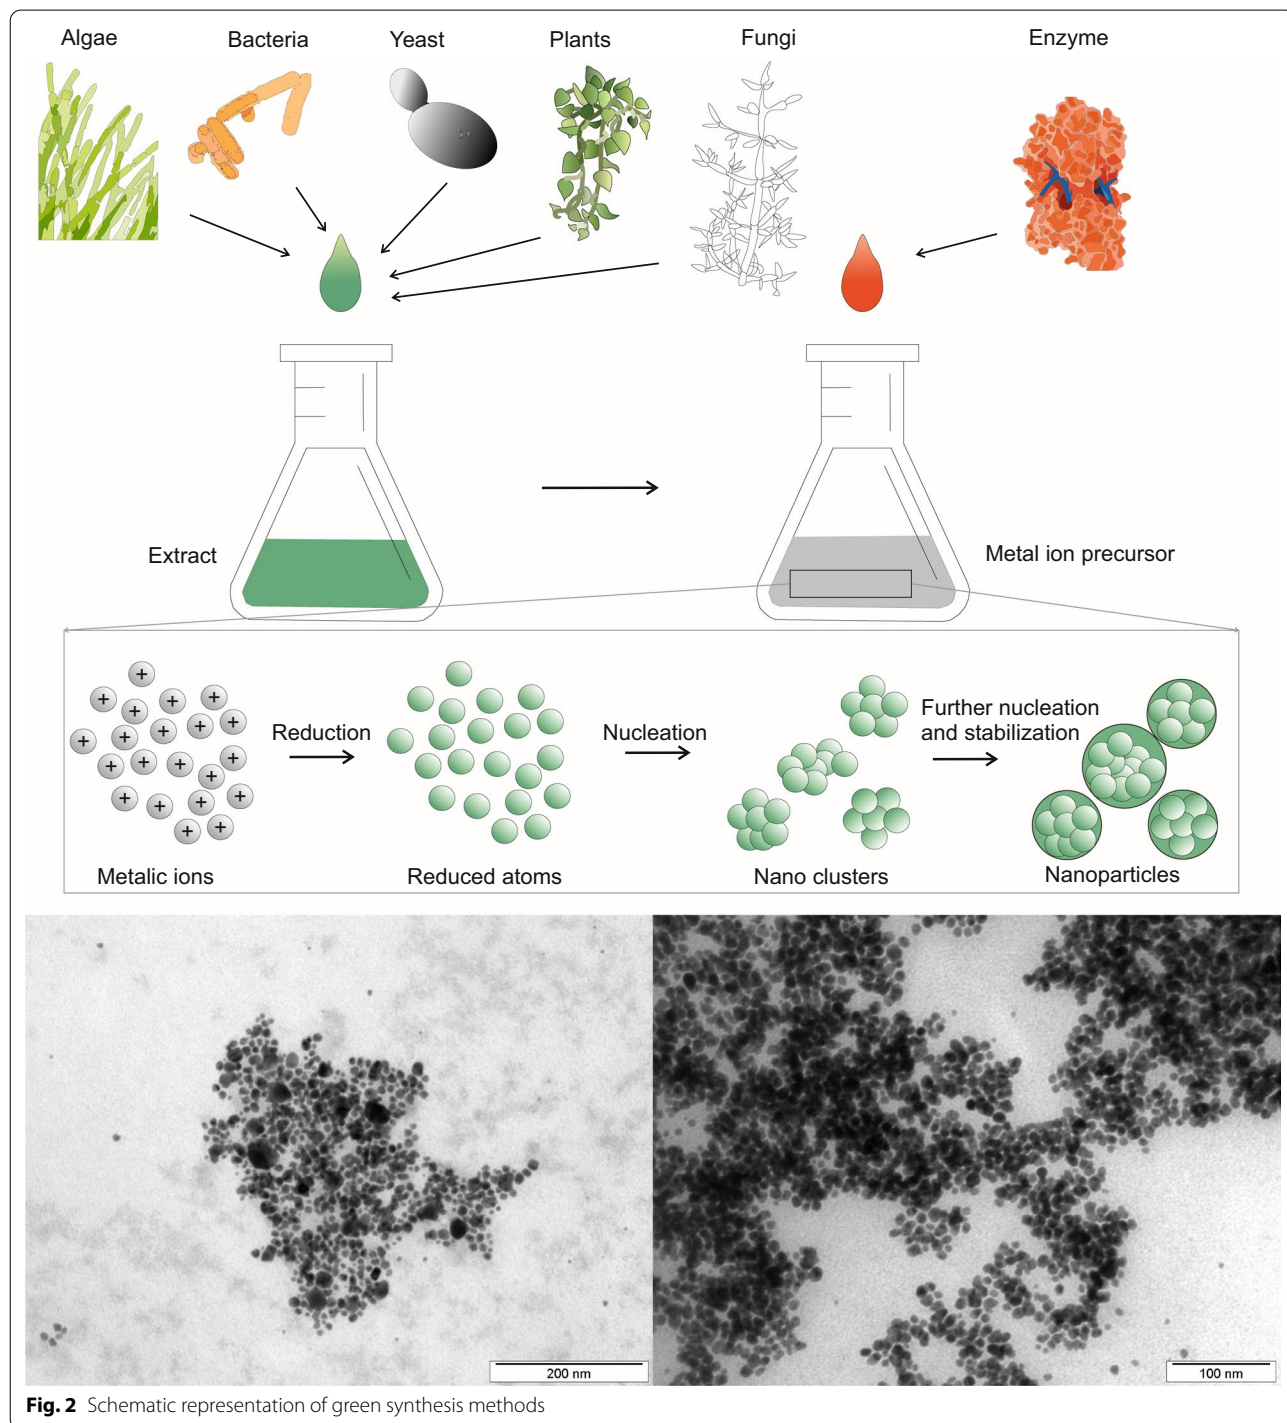 Algae
Bacteria
Yeast
Plants
Fungi
Enzyme
Extract
Metal ion precursor
+ + + + + + + + + + + + + + + + + + + + +
Reduction
Nucleation
Further nucleation
and stabilization
Metalic ions
Reduced atoms
Nano clusters
Nanoparticles
200 nm
100 nm
Fig. 2 Schematic representation of green synthesis methods